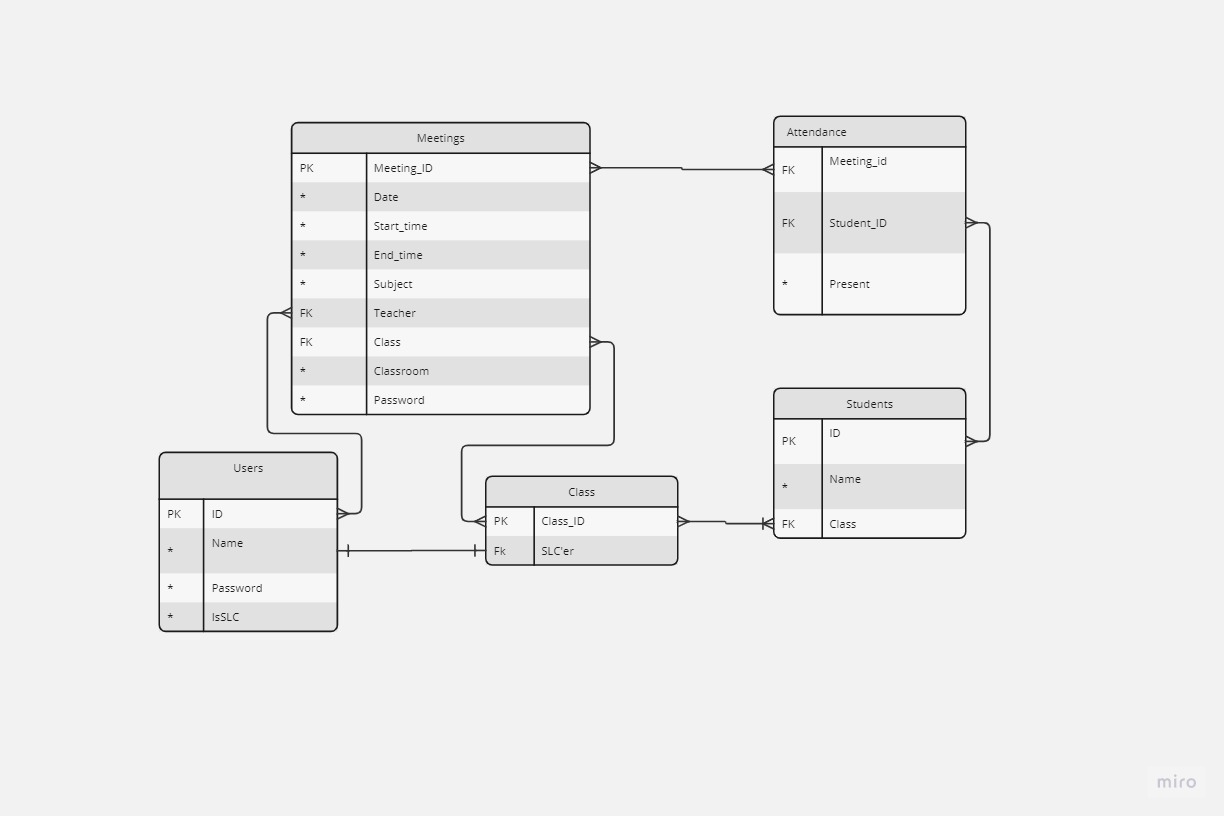 Meetings
PK Meeting_ID
* Date
* Start_time
* End_time
* Subject
FK Teacher
FK Class
* Classroom
* Password
Attendance
FK Meeting_id
FK Student_ID
* Present
Users
PK ID
* Name
* Password
* IsSLC
Class
PK Class_ID
Fk SLC'er
Students
PK ID
* Name
FK Class
miro